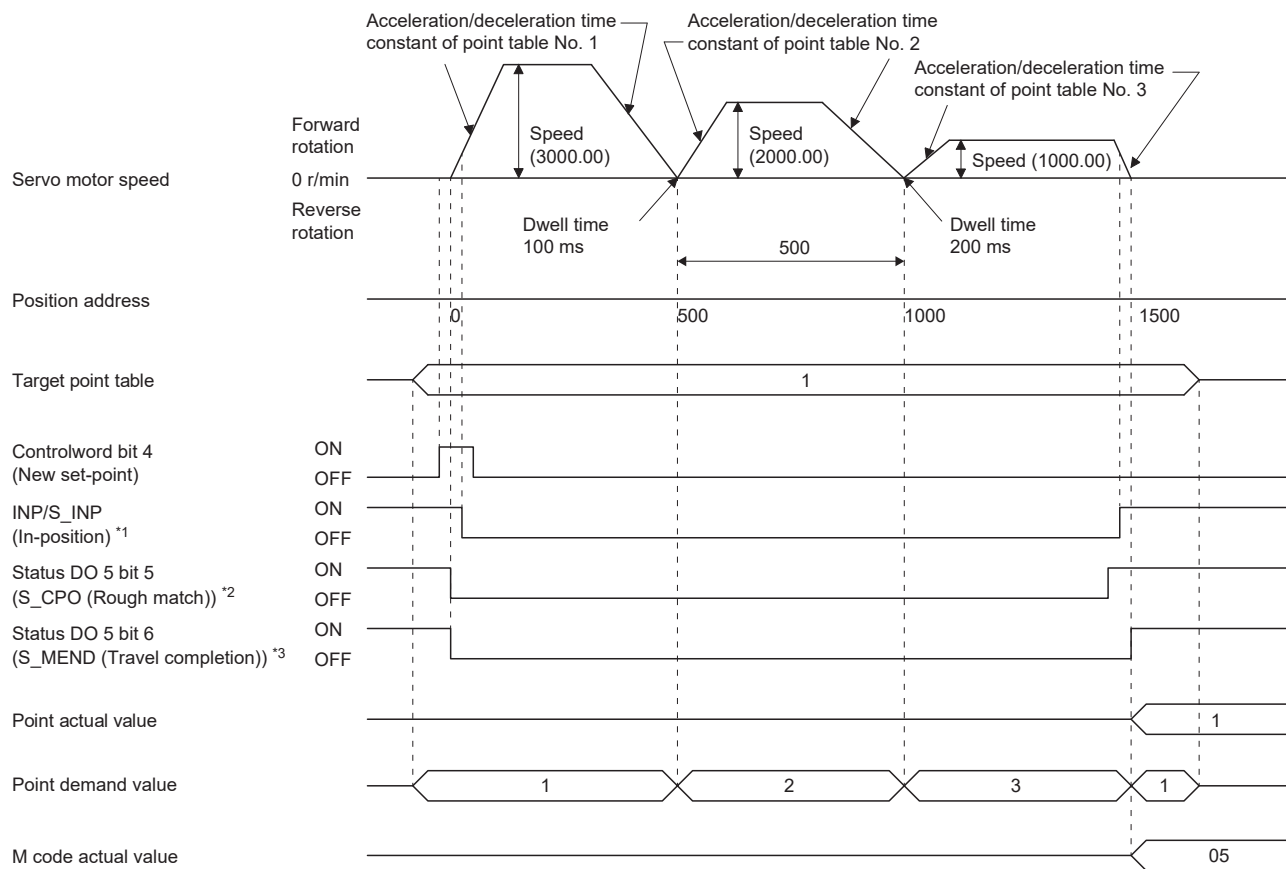 Acceleration/deceleration time
constant of point table No. 1
Acceleration/deceleration time
constant of point table No. 2
Acceleration/deceleration time
constant of point table No. 3
Forward
rotation
Speed
(3000.00)
Speed
(2000.00)
Speed (1000.00)
Servo motor speed
0 r/min
Reverse
rotation
Dwell time
100 ms
Dwell time
200 ms
500
Position address
0
500
1000
1500
Target point table
1
Controlword bit 4
(New set-point)
ON
OFF
INP/S_INP
(In-position) *1
ON
OFF
Status DO 5 bit 5
(S_CPO (Rough match)) *2
ON
OFF
Status DO 5 bit 6
(S_MEND (Travel completion)) *3
ON
OFF
Point actual value
1
Point demand value
1
2
3
1
M code actual value
05